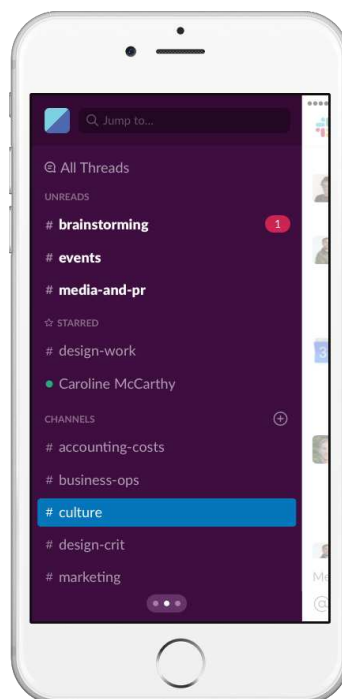 Jump to...
All Threads
UNREADS
# brainstorming 1
# events
# media-and-pr
STARRED
# design-work
Caroline McCarthy
CHANNELS
# accounting-costs
# business-ops
# culture
# design-crit
# marketing
Me
@